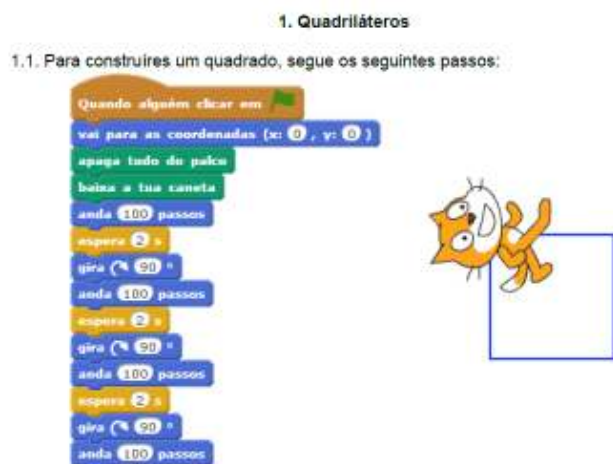 1. Quadriláteros
1.1. Para construires um quadrado, segue os seguintes passos:
Quando alguém clicar em
vai para as coordenadas (x: 0 , y: 0 )
apaga tudo do palco
baixa a tua caneta
anda 100 passos
espera 2 s
gira 90 º
anda 100 passos
espera 2 s
gira 90 º
anda 100 passos
espera 2 s
gira 90 º
anda 100 passos